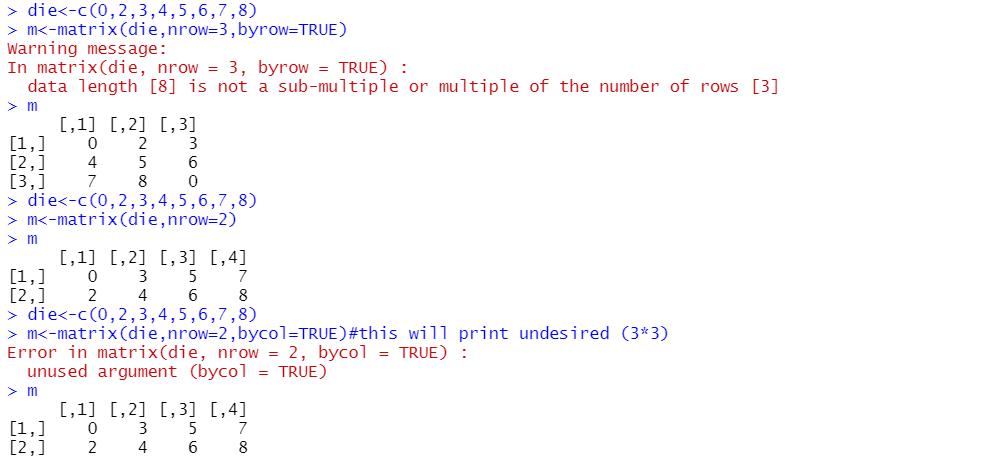 > die<-c(0,2,3,4,5,6,7,8)
> m<-matrix(die,nrow=3,byrow=TRUE)
Warning message:
In matrix(die, nrow = 3, byrow = TRUE) :
  data length [8] is not a sub-multiple or multiple of the number of rows [3]
> m
     [,1] [,2] [,3]
[1,]    0    2    3
[2,]    4    5    6
[3,]    7    8    0
> die<-c(0,2,3,4,5,6,7,8)
> m<-matrix(die,nrow=2)
> m
     [,1] [,2] [,3] [,4]
[1,]    0    3    5    7
[2,]    2    4    6    8
> die<-c(0,2,3,4,5,6,7,8)
> m<-matrix(die,nrow=2,bycol=TRUE)#this will print undesired (3*3)
Error in matrix(die, nrow = 2, bycol = TRUE) :
  unused argument (bycol = TRUE)
> m
     [,1] [,2] [,3] [,4]
[1,]    0    3    5    7
[2,]    2    4    6    8